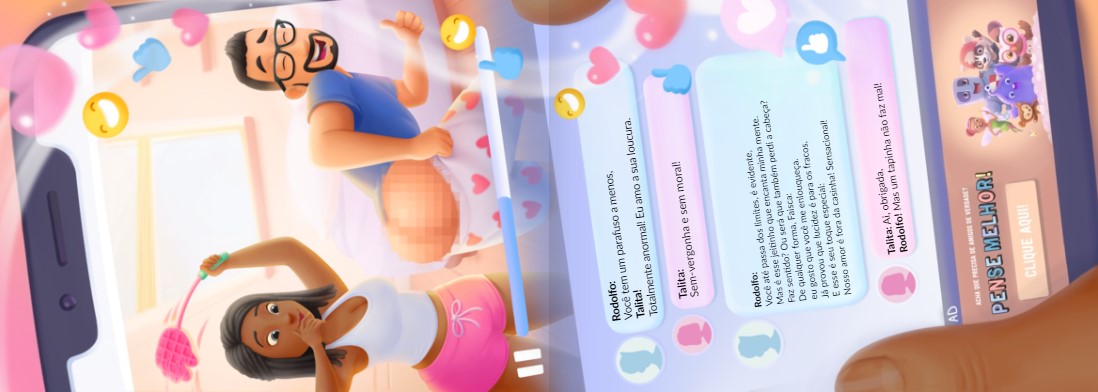 Rodolfo:
Você tem um parafuso a menos,
Talita!
Totalmente anormal! Eu amo a sua loucura.
Talita:
Sem-vergonha e sem moral!
Rodolfo:
Você até passa dos limites, é evidente,
Mas é esse jeitinho que encanta minha mente.
Faz sentido? Ou será que também perdi a cabeça?
De qualquer forma, Faísca:
eu gosto que você me enlouqueça.
Já provou que lucidez é para os fracos,
E esse é seu toque especial:
Nosso amor é fora da casinha! Sensacional!
Talita: Ai, obrigada,
Rodolfo! Mas um tapinha não faz mal!
AD
ACHA QUE PRECISA DE AMIGOS DE VERDADE?
PENSE MELHOR!
CLIQUE AQUI!